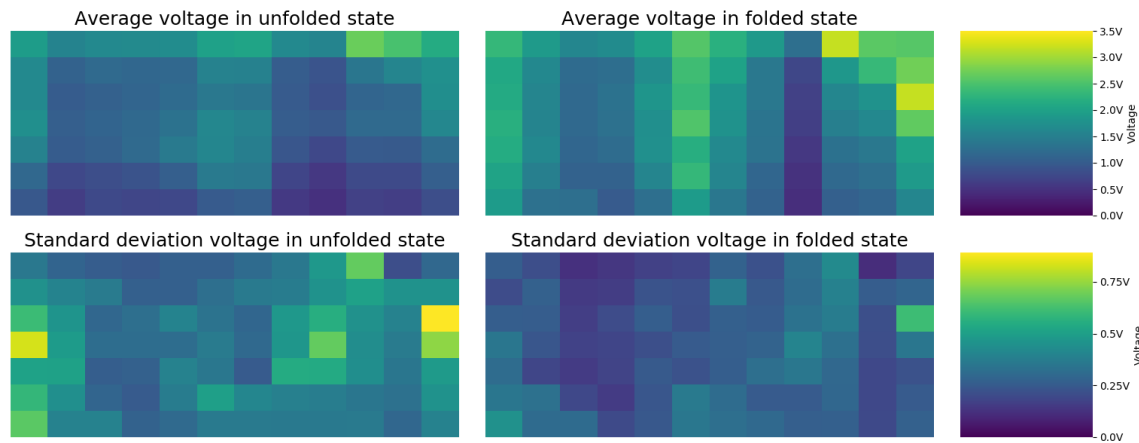 Average voltage in unfolded state
Average voltage in folded state
3.5V
3.0V
2.5V
2.0V
1.5V
1.0V
0.5V
0.0V
Voltage
Standard deviation voltage in unfolded state
Standard deviation voltage in folded state
0.75V
0.5V
0.25V
0.0V
Voltage